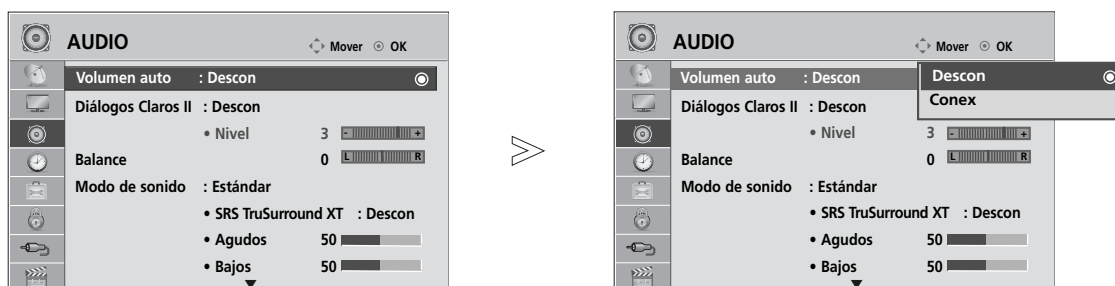 AUDIO
Mover OK
Volumen auto : Descon
Diálogos Claros II : Descon
• Nivel 3 - +
Balance 0 L R
Modo de sonido : Estándar
• SRS TruSurround XT : Descon
• Agudos 50
• Bajos 50
AUDIO
Mover OK
Volumen auto : Descon
Descon
Conex
Diálogos Claros II : Descon
• Nivel 3 - +
Balance 0 L R
Modo de sonido : Estándar
• SRS TruSurround XT : Descon
• Agudos 50
• Bajos 50